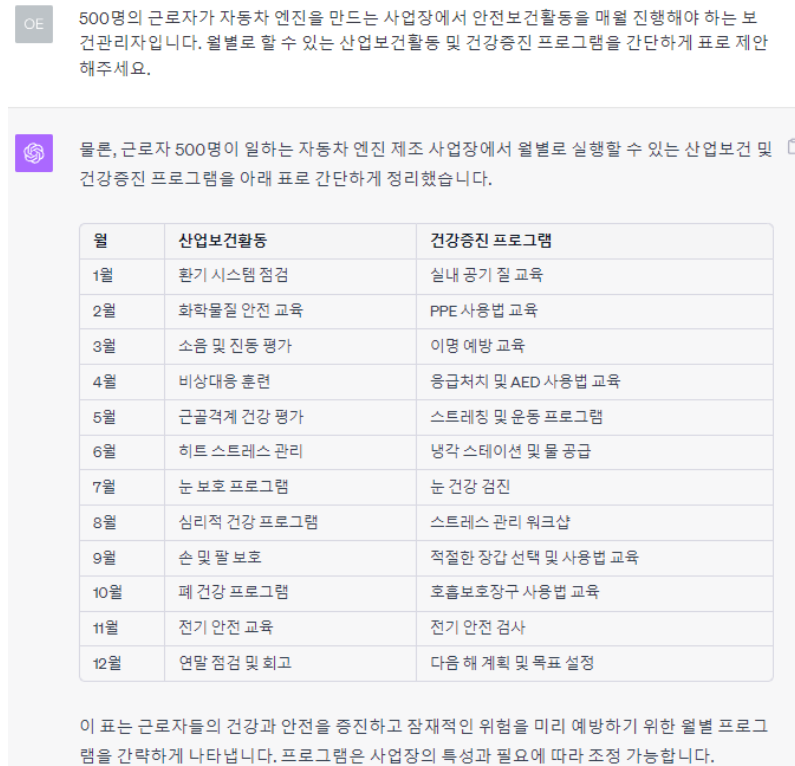 OE
500명의 근로자가 자동차 엔진을 만드는 사업장에서 안전보건활동을 매월 진행해야 하는 보
건관리자입니다. 월별로 할 수 있는 산업보건활동 및 건강증진 프로그램을 간단하게 표로 제안
해주세요.
물론, 근로자 500명이 일하는 자동차 엔진 제조 사업장에서 월별로 실행할 수 있는 산업보건 및
건강증진 프로그램을 아래 표로 간단하게 정리했습니다.
월 산업보건활동 건강증진 프로그램
1월 환기 시스템 점검 실내 공기 질 교육
2월 화학물질 안전 교육 PPE 사용법 교육
3월 소음 및 진동 평가 이명 예방 교육
4월 비상대응 훈련 응급처치 및 AED 사용법 교육
5월 근골격계 건강 평가 스트레칭 및 운동 프로그램
6월 히트 스트레스 관리 냉각 스테이션 및 물 공급
7월 눈 보호 프로그램 눈 건강 검진
8월 심리적 건강 프로그램 스트레스 관리 워크샵
9월 손 및 팔 보호 적절한 장갑 선택 및 사용법 교육
10월 폐 건강 프로그램 호흡보호장구 사용법 교육
11월 전기 안전 교육 전기 안전 검사
12월 연말 점검 및 회고 다음 해 계획 및 목표 설정
이 표는 근로자들의 건강과 안전을 증진하고 잠재적인 위험을 미리 예방하기 위한 월별 프로그
램을 간략하게 나타냅니다. 프로그램은 사업장의 특성과 필요에 따라 조정 가능합니다.